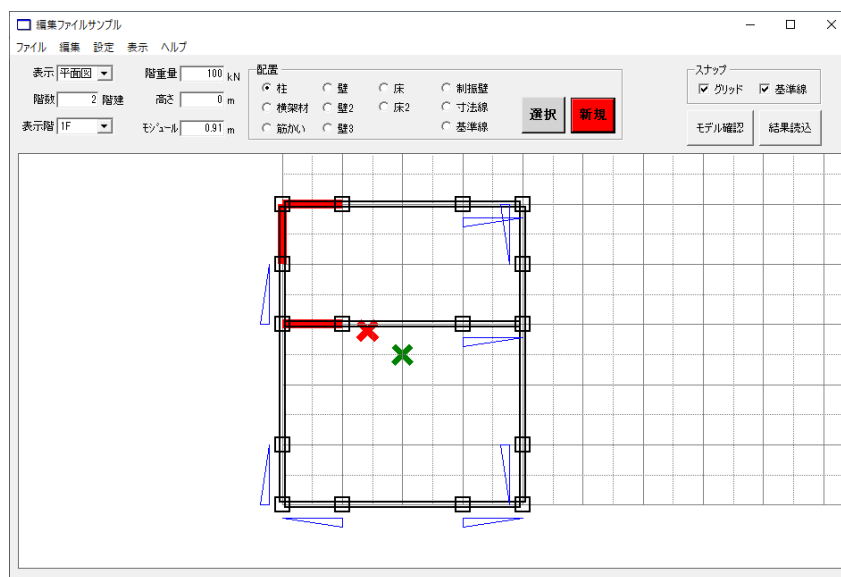 編集ファイルサンプル
ファイル 編集 設定 表示 ヘルプ
表示 平面図 階重量 100 kN 配置 スナップ
柱 壁 床 制振壁 グリッド 基準線
階数 2 階建 高さ 0 m 横架材 壁2 床2 寸法線 選択 新規
表示階 1F モジュール 0.91 m 筋かい 壁3 基準線 モデル確認 結果読込